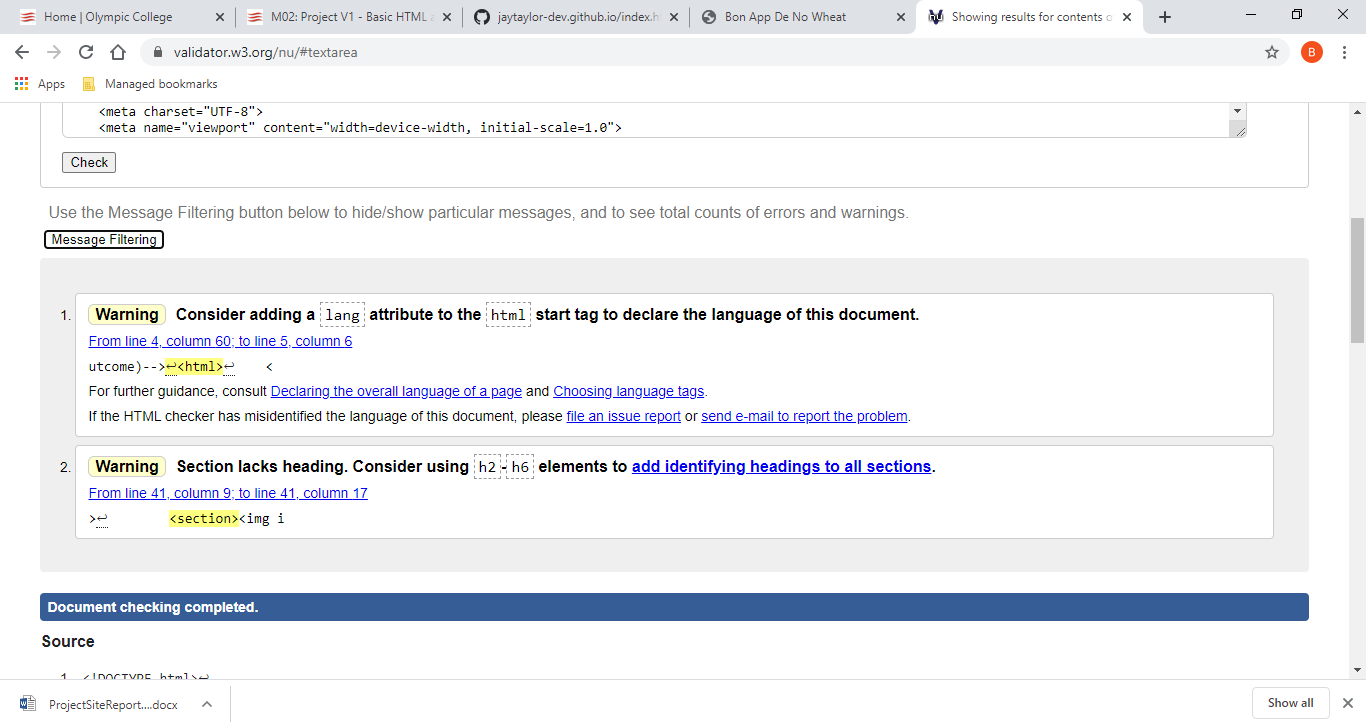 Home | Olympic College
M02: Project V1 - Basic HTML
jaytaylor-dev.github.io/index.h
Bon App De No Wheat
Showing results for contents o
validator.w3.org/nu/#textarea
B
Apps
Managed bookmarks
<meta charset="UTF-8">
<meta name="viewport" content="width=device-width, initial-scale=1.0">
Check
Use the Message Filtering button below to hide/show particular messages, and to see total counts of errors and warnings.
Message Filtering
1. Warning Consider adding a lang attribute to the html start tag to declare the language of this document.
From line 4, column 60; to line 5, column 6
utcome)-->↩<html>↩    <
For further guidance, consult Declaring the overall language of a page and Choosing language tags.
If the HTML checker has misidentified the language of this document, please file an issue report or send e-mail to report the problem.
2. Warning Section lacks heading. Consider using h2-h6 elements to add identifying headings to all sections.
From line 41, column 9; to line 41, column 17
>↩        <section><img i
Document checking completed.
Source
1. <!DOCTYPE html>↩
ProjectSiteReport....docx
Show all